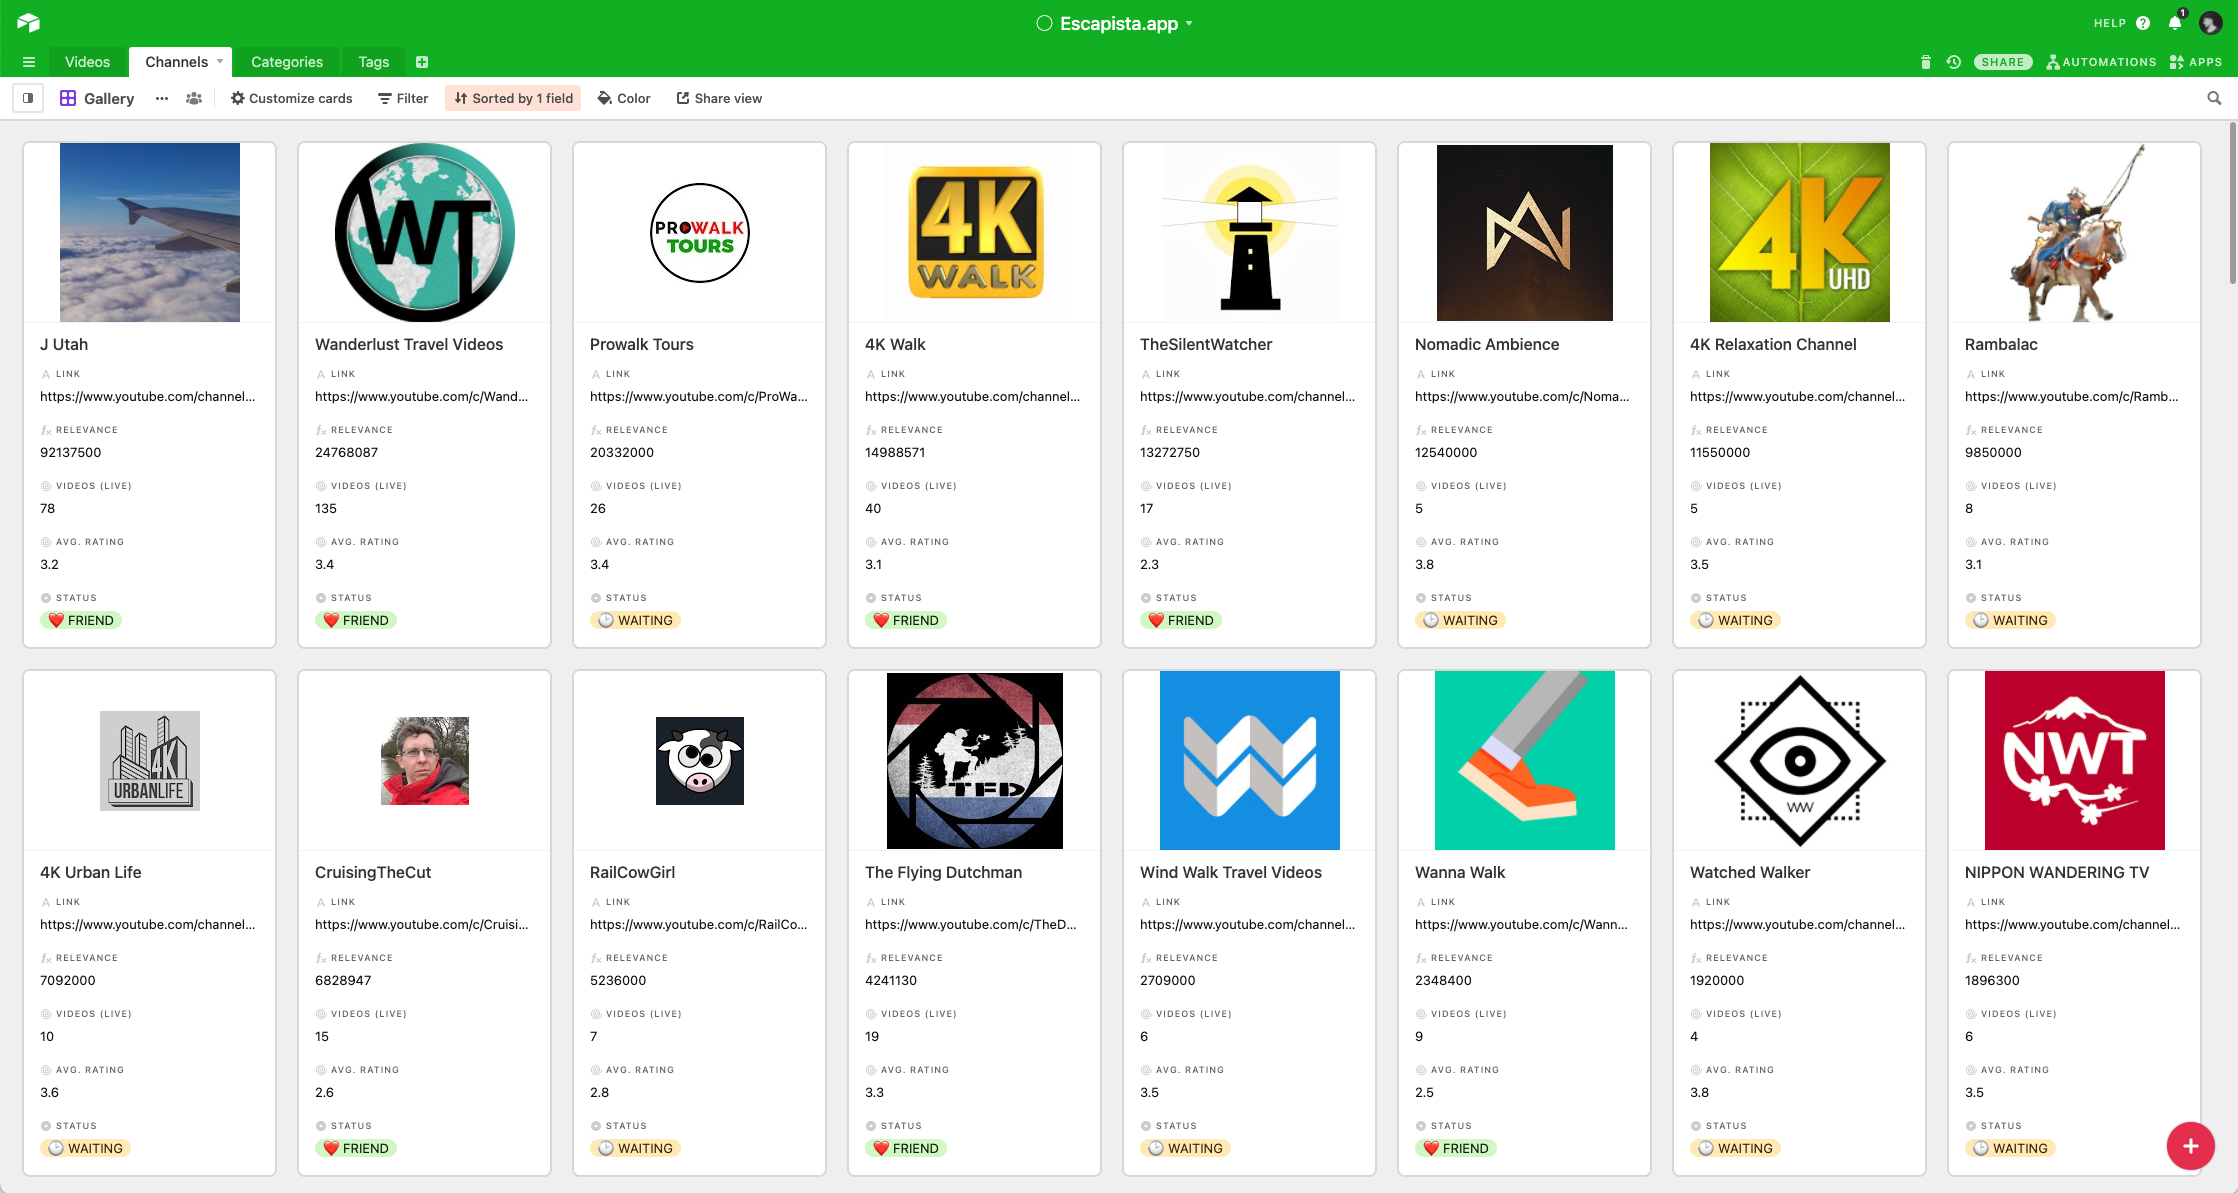 Escapista.app
HELP
1
Videos
Channels
Categories
Tags
SHARE
AUTOMATIONS
APPS
Gallery
Customize cards
Filter
Sorted by 1 field
Color
Share view
WT
PROWALK
TOURS
4K
WALK
4K
UHD
J Utah
Wanderlust Travel Videos
Prowalk Tours
4K Walk
TheSilentWatcher
Nomadic Ambience
4K Relaxation Channel
Rambalac
LINK
LINK
LINK
LINK
LINK
LINK
LINK
LINK
https://www.youtube.com/channel...
https://www.youtube.com/c/Wand...
https://www.youtube.com/c/ProWa...
https://www.youtube.com/channel...
https://www.youtube.com/channel...
https://www.youtube.com/c/Noma...
https://www.youtube.com/channel...
https://www.youtube.com/c/Ramb...
RELEVANCE
RELEVANCE
RELEVANCE
RELEVANCE
RELEVANCE
RELEVANCE
RELEVANCE
RELEVANCE
92137500
24768087
20332000
14988571
13272750
12540000
11550000
9850000
VIDEOS (LIVE)
VIDEOS (LIVE)
VIDEOS (LIVE)
VIDEOS (LIVE)
VIDEOS (LIVE)
VIDEOS (LIVE)
VIDEOS (LIVE)
VIDEOS (LIVE)
78
135
26
40
17
5
5
8
AVG. RATING
AVG. RATING
AVG. RATING
AVG. RATING
AVG. RATING
AVG. RATING
AVG. RATING
AVG. RATING
3.2
3.4
3.4
3.1
2.3
3.8
3.5
3.1
STATUS
STATUS
STATUS
STATUS
STATUS
STATUS
STATUS
STATUS
❤️ FRIEND
❤️ FRIEND
🕑 WAITING
❤️ FRIEND
❤️ FRIEND
🕑 WAITING
🕑 WAITING
🕑 WAITING
4K
URBANLIFE
TFD
WW
NWT
4K Urban Life
CruisingTheCut
RailCowGirl
The Flying Dutchman
Wind Walk Travel Videos
Wanna Walk
Watched Walker
NIPPON WANDERING TV
LINK
LINK
LINK
LINK
LINK
LINK
LINK
LINK
https://www.youtube.com/channel...
https://www.youtube.com/c/Cruisi...
https://www.youtube.com/c/RailCo...
https://www.youtube.com/c/TheD...
https://www.youtube.com/channel...
https://www.youtube.com/c/Wann...
https://www.youtube.com/channel...
https://www.youtube.com/channel...
RELEVANCE
RELEVANCE
RELEVANCE
RELEVANCE
RELEVANCE
RELEVANCE
RELEVANCE
RELEVANCE
7092000
6828947
5236000
4241130
2709000
2348400
1920000
1896300
VIDEOS (LIVE)
VIDEOS (LIVE)
VIDEOS (LIVE)
VIDEOS (LIVE)
VIDEOS (LIVE)
VIDEOS (LIVE)
VIDEOS (LIVE)
VIDEOS (LIVE)
10
15
7
19
6
9
4
6
AVG. RATING
AVG. RATING
AVG. RATING
AVG. RATING
AVG. RATING
AVG. RATING
AVG. RATING
AVG. RATING
3.6
2.6
2.8
3.3
3.5
2.5
3.8
3.5
STATUS
STATUS
STATUS
STATUS
STATUS
STATUS
STATUS
STATUS
🕑 WAITING
❤️ FRIEND
🕑 WAITING
❤️ FRIEND
🕑 WAITING
❤️ FRIEND
🕑 WAITING
🕑 WAITING